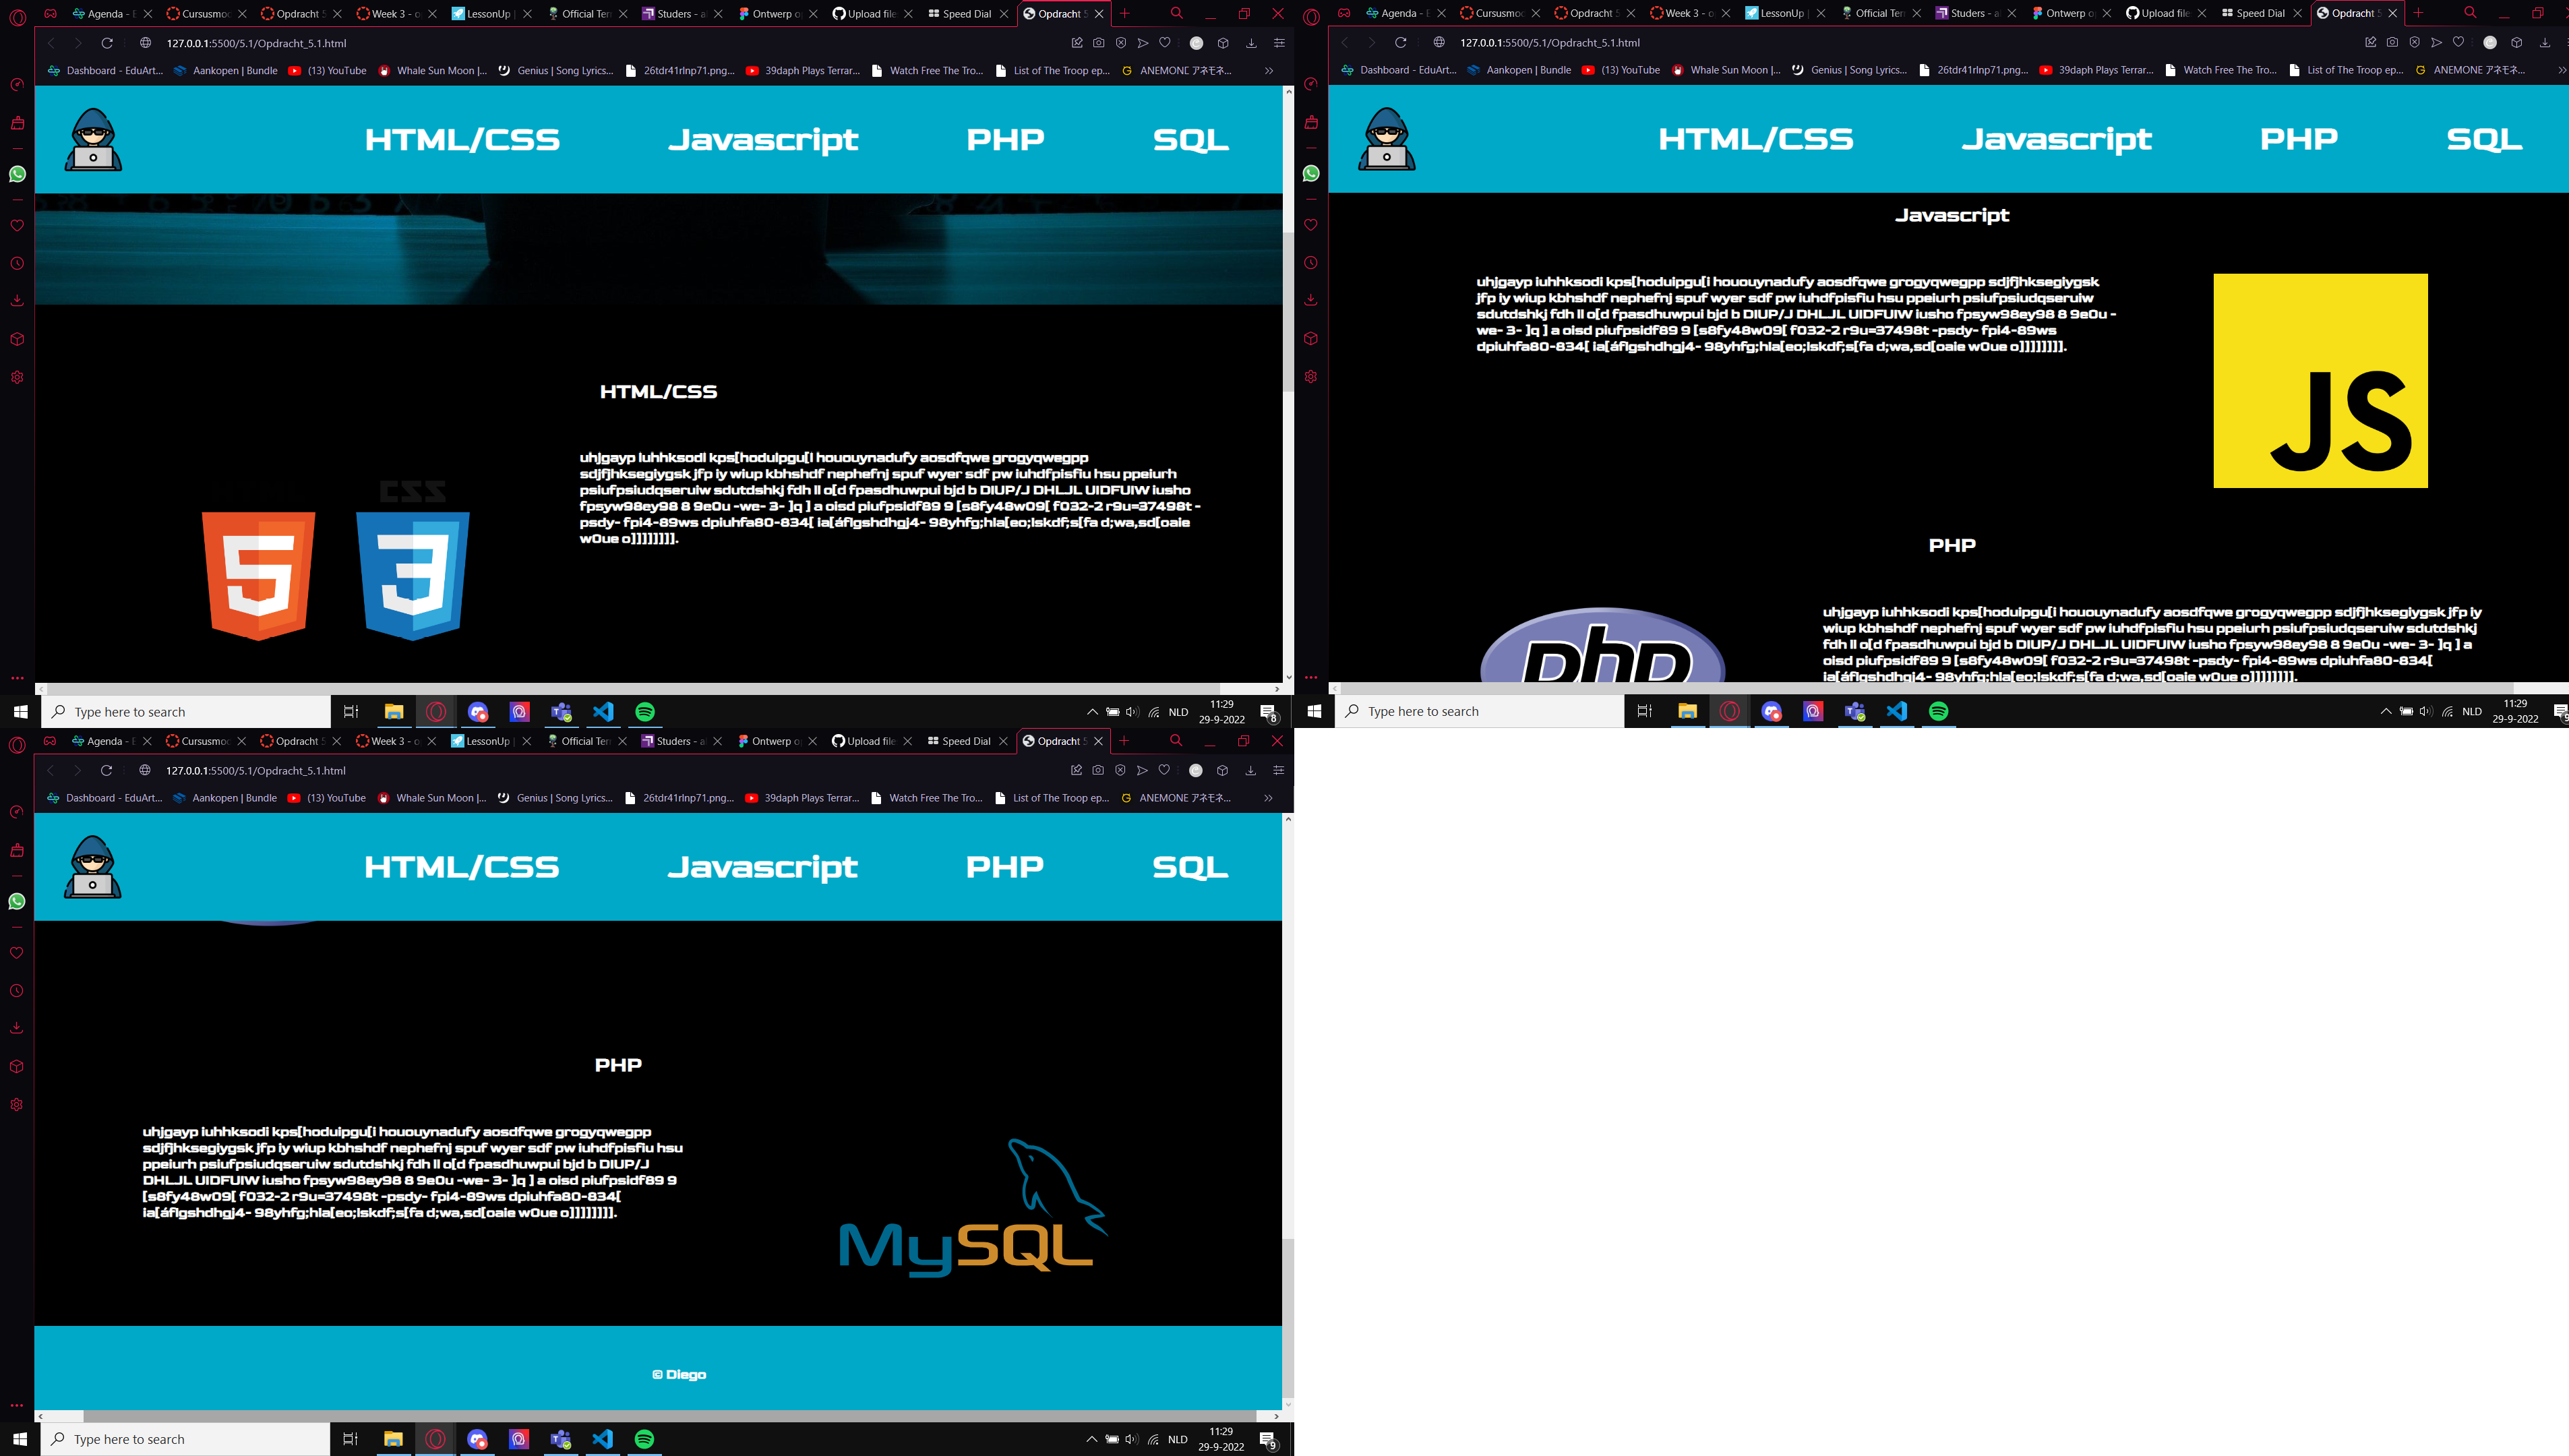 Agenda - E Cursusmo Opdracht 5 Week 3 - o LessonUp | Official Ter Studers - a Ontwerp o Upload file Speed Dial Opdracht 5
127.0.0.1:5500/5.1/Opdracht_5.1.html
Dashboard - EduArt... Aankopen | Bundle (13) YouTube Whale Sun Moon |... Genius | Song Lyrics... 26tdr41rlnp71.png... 39daph Plays Terrar... Watch Free The Tro... List of The Troop ep... ANEMONE アネモネ...
HTML/CSS Javascript PHP SQL
HTML/CSS
uhjgayp iuhhksodi kps[hoduipgu[i hououynadufy aosdfqwe grogyqwegpp
sdjfjhksegiygsk jfp iy wiup kbhshdf nephefnj spuf wyer sdf pw iuhdfpisfiu hsu ppeiurh
psiufpsiudqseruiw sdutdshkj fdh ll o[d fpasdhuwpui bjd b DIUP/J DHLJL UIDFUIW iusho
fpsyw98ey98 8 9e0u -we- 3- ]q ] a oisd piufpsidf89 9 [s8fy48w09[ f032-2 r9u=37498t -
psdy- fpi4-89ws dpiuhfa80-834[ ia[áflgshdhgj4- 98yhfg;hla[eo;lskdf;s[fa d;wa,sd[oaie
w0ue o]]]]]]]].
CSS
Type here to search
NLD
11:29
29-9-2022
8
Agenda - E Cursusmo Opdracht 5 Week 3 - o LessonUp | Official Ter Studers - a Ontwerp o Upload file Speed Dial Opdracht 5
127.0.0.1:5500/5.1/Opdracht_5.1.html
Dashboard - EduArt... Aankopen | Bundle (13) YouTube Whale Sun Moon |... Genius | Song Lyrics... 26tdr41rlnp71.png... 39daph Plays Terrar... Watch Free The Tro... List of The Troop ep... ANEMONE アネモネ...
HTML/CSS Javascript PHP SQL
Javascript
uhjgayp iuhhksodi kps[hoduipgu[i hououynadufy aosdfqwe grogyqwegpp sdjfjhksegiygsk
jfp iy wiup kbhshdf nephefnj spuf wyer sdf pw iuhdfpisfiu hsu ppeiurh psiufpsiudqseruiw
sdutdshkj fdh ll o[d fpasdhuwpui bjd b DIUP/J DHLJL UIDFUIW iusho fpsyw98ey98 8 9e0u -
we- 3- ]q ] a oisd piufpsidf89 9 [s8fy48w09[ f032-2 r9u=37498t -psdy- fpi4-89ws
dpiuhfa80-834[ ia[áflgshdhgj4- 98yhfg;hla[eo;lskdf;s[fa d;wa,sd[oaie w0ue o]]]]]]]].
JS
PHP
php
uhjgayp iuhhksodi kps[hoduipgu[i hououynadufy aosdfqwe grogyqwegpp sdjfjhksegiygsk jfp iy
wiup kbhshdf nephefnj spuf wyer sdf pw iuhdfpisfiu hsu ppeiurh psiufpsiudqseruiw sdutdshkj
fdh ll o[d fpasdhuwpui bjd b DIUP/J DHLJL UIDFUIW iusho fpsyw98ey98 8 9e0u -we- 3- ]q ] a
oisd piufpsidf89 9 [s8fy48w09[ f032-2 r9u=37498t -psdy- fpi4-89ws dpiuhfa80-834[
ia[áflgshdhgj4- 98yhfg;hla[eo;lskdf;s[fa d;wa,sd[oaie w0ue o]]]]]]]].
Type here to search
NLD
11:29
29-9-2022
9
Agenda - E Cursusmo Opdracht 5 Week 3 - o LessonUp | Official Ter Studers - a Ontwerp o Upload file Speed Dial Opdracht 5
127.0.0.1:5500/5.1/Opdracht_5.1.html
Dashboard - EduArt... Aankopen | Bundle (13) YouTube Whale Sun Moon |... Genius | Song Lyrics... 26tdr41rlnp71.png... 39daph Plays Terrar... Watch Free The Tro... List of The Troop ep... ANEMONE アネモネ...
HTML/CSS Javascript PHP SQL
PHP
uhjgayp iuhhksodi kps[hoduipgu[i hououynadufy aosdfqwe grogyqwegpp
sdjfjhksegiygsk jfp iy wiup kbhshdf nephefnj spuf wyer sdf pw iuhdfpisfiu hsu
ppeiurh psiufpsiudqseruiw sdutdshkj fdh ll o[d fpasdhuwpui bjd b DIUP/J
DHLJL UIDFUIW iusho fpsyw98ey98 8 9e0u -we- 3- ]q ] a oisd piufpsidf89 9
[s8fy48w09[ f032-2 r9u=37498t -psdy- fpi4-89ws dpiuhfa80-834[
ia[áflgshdhgj4- 98yhfg;hla[eo;lskdf;s[fa d;wa,sd[oaie w0ue o]]]]]]]].
MySQL
© Diego
Type here to search
NLD
11:29
29-9-2022
9